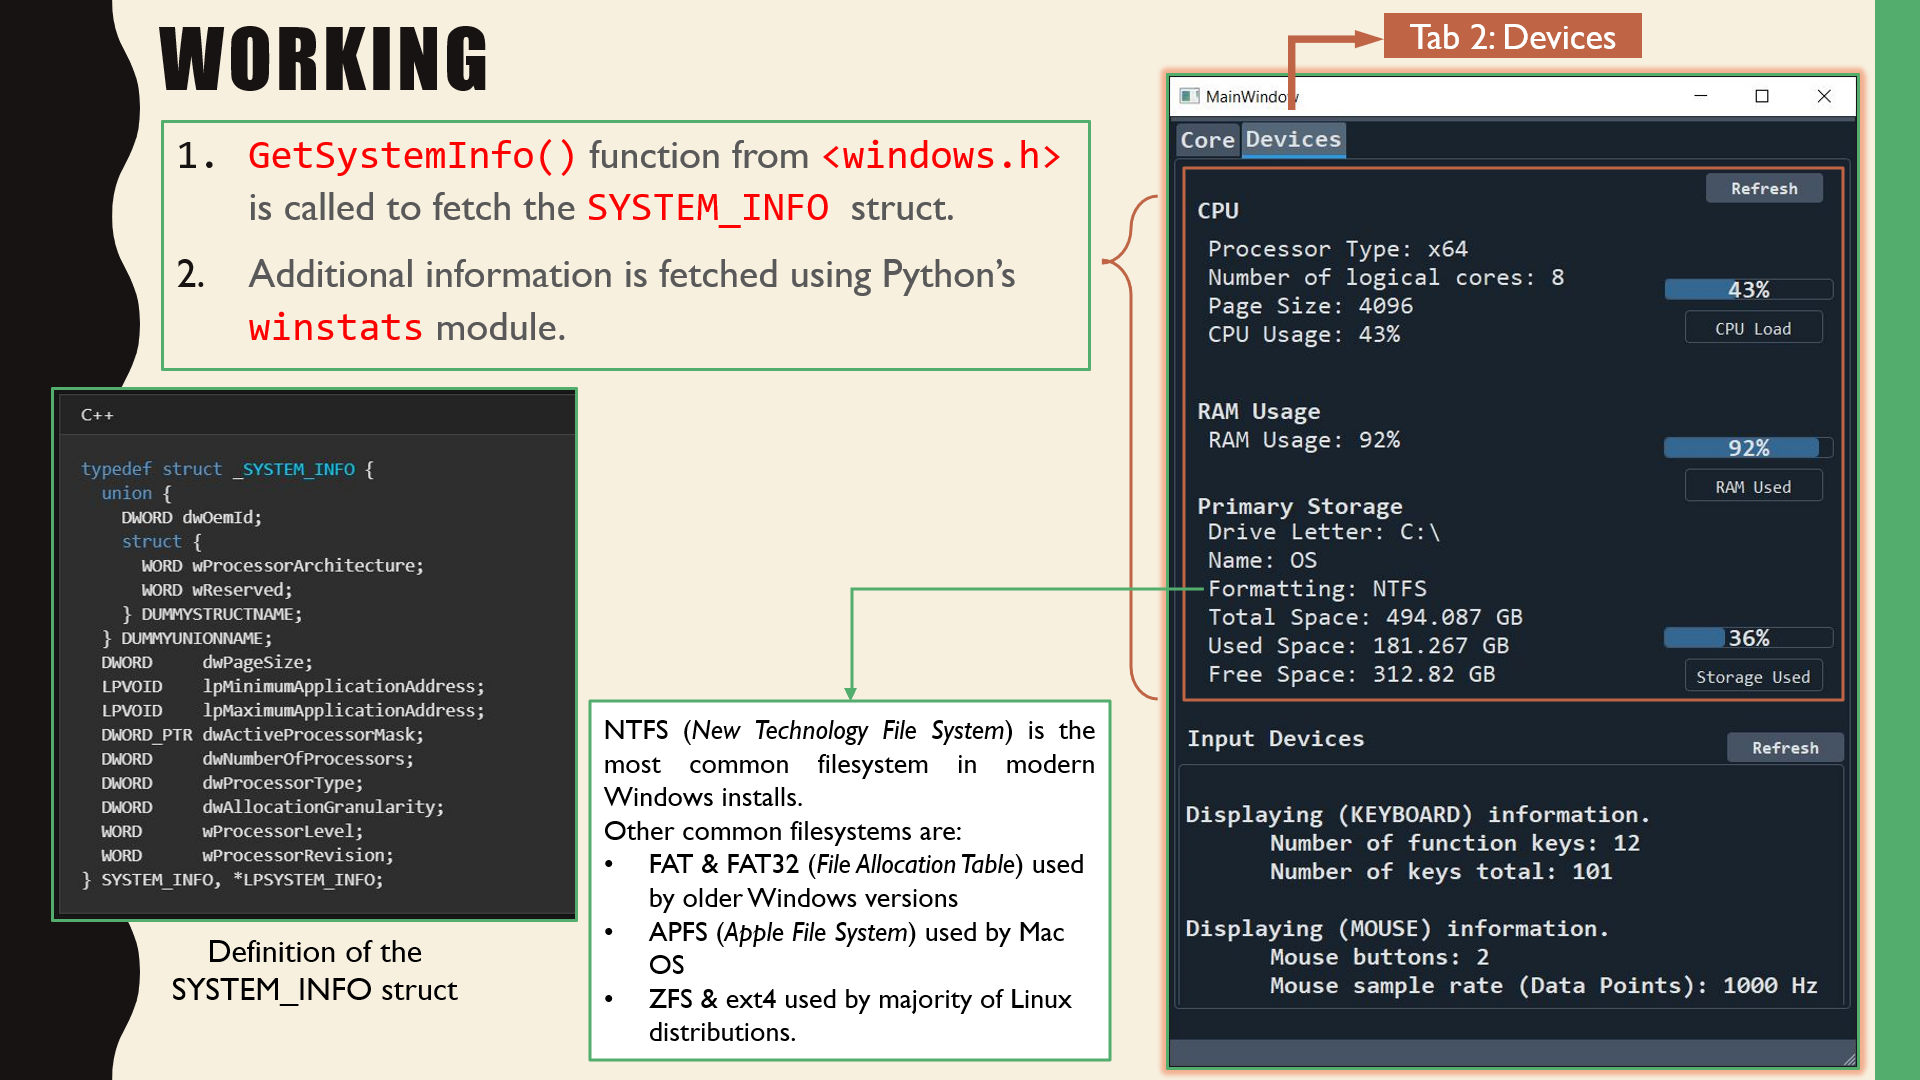 WORKING
1. GetSystemInfo() function from <windows.h>
is called to fetch the SYSTEM_INFO struct.
2. Additional information is fetched using Python’s
winstats module.
C++
typedef struct _SYSTEM_INFO {
union {
DWORD dwOemId;
struct {
WORD wProcessorArchitecture;
WORD wReserved;
} DUMMYSTRUCTNAME;
} DUMMYUNIONNAME;
DWORD dwPageSize;
LPVOID lpMinimumApplicationAddress;
LPVOID lpMaximumApplicationAddress;
DWORD_PTR dwActiveProcessorMask;
DWORD dwNumberOfProcessors;
DWORD dwProcessorType;
DWORD dwAllocationGranularity;
WORD wProcessorLevel;
WORD wProcessorRevision;
} SYSTEM_INFO, *LPSYSTEM_INFO;
Definition of the
SYSTEM_INFO struct
NTFS (New Technology File System) is the
most common filesystem in modern
Windows installs.
Other common filesystems are:
• FAT & FAT32 (File Allocation Table) used
by older Windows versions
• APFS (Apple File System) used by Mac
OS
• ZFS & ext4 used by majority of Linux
distributions.
Tab 2: Devices
MainWindow
Core Devices
Refresh
CPU
Processor Type: x64
Number of logical cores: 8
Page Size: 4096
CPU Usage: 43%
43%
CPU Load
RAM Usage
RAM Usage: 92%
92%
RAM Used
Primary Storage
Drive Letter: C:\
Name: OS
Formatting: NTFS
Total Space: 494.087 GB
Used Space: 181.267 GB
Free Space: 312.82 GB
36%
Storage Used
Input Devices
Refresh
Displaying (KEYBOARD) information.
Number of function keys: 12
Number of keys total: 101
Displaying (MOUSE) information.
Mouse buttons: 2
Mouse sample rate (Data Points): 1000 Hz